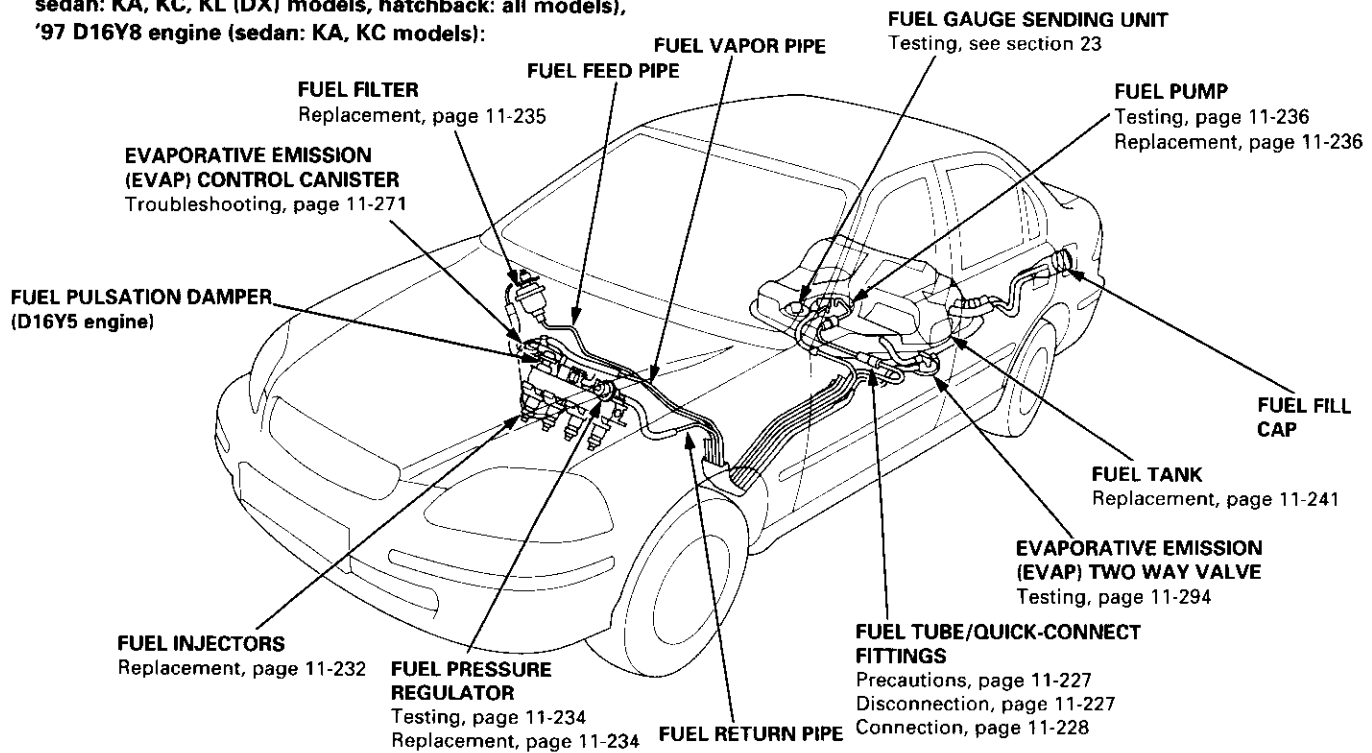 sedan: KA, KC, KL (DX) models, hatchback: all models),
'97 D16Y8 engine (sedan: KA, KC models):
FUEL GAUGE SENDING UNIT
Testing, see section 23
FUEL VAPOR PIPE
FUEL FEED PIPE
FUEL FILTER
Replacement, page 11-235
FUEL PUMP
Testing, page 11-236
Replacement, page 11-236
EVAPORATIVE EMISSION
(EVAP) CONTROL CANISTER
Troubleshooting, page 11-271
FUEL PULSATION DAMPER
(D16Y5 engine)
FUEL FILL
CAP
FUEL TANK
Replacement, page 11-241
EVAPORATIVE EMISSION
(EVAP) TWO WAY VALVE
Testing, page 11-294
FUEL INJECTORS
Replacement, page 11-232
FUEL PRESSURE
REGULATOR
Testing, page 11-234
Replacement, page 11-234
FUEL RETURN PIPE
FUEL TUBE/QUICK-CONNECT
FITTINGS
Precautions, page 11-227
Disconnection, page 11-227
Connection, page 11-228